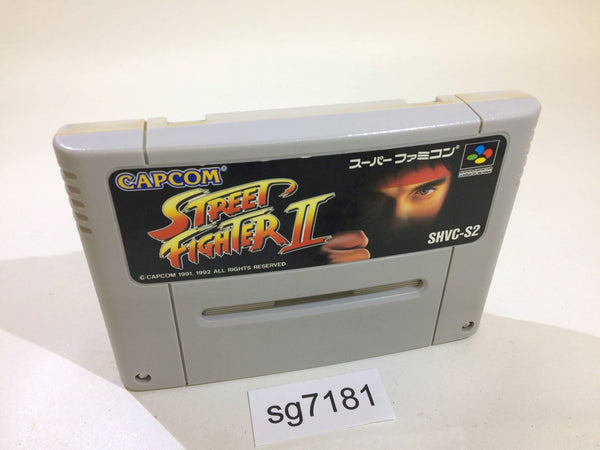 CAPCOM
スーパーファミコン
STREET
FIGHTER II
SHVC-S2
© CAPCOM 1991, 1992 ALL RIGHTS RESERVED.
sg7181